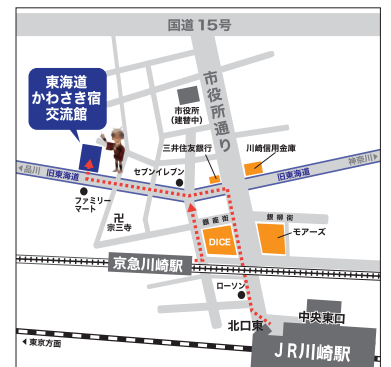 国道15号
東海道
かわさき宿
交流館
市役所
(建替中)
市役所通り
三井住友銀行
川崎信用金庫
神奈川▶
◀品川
旧東海道
セブンイレブン
旧東海道
ファミリー
マート
卍
宗三寺
銀座街
銀柳街
DICE
モアーズ
京急川崎駅
ローソン
北口東
中央東口
JR川崎駅
◀東京方面